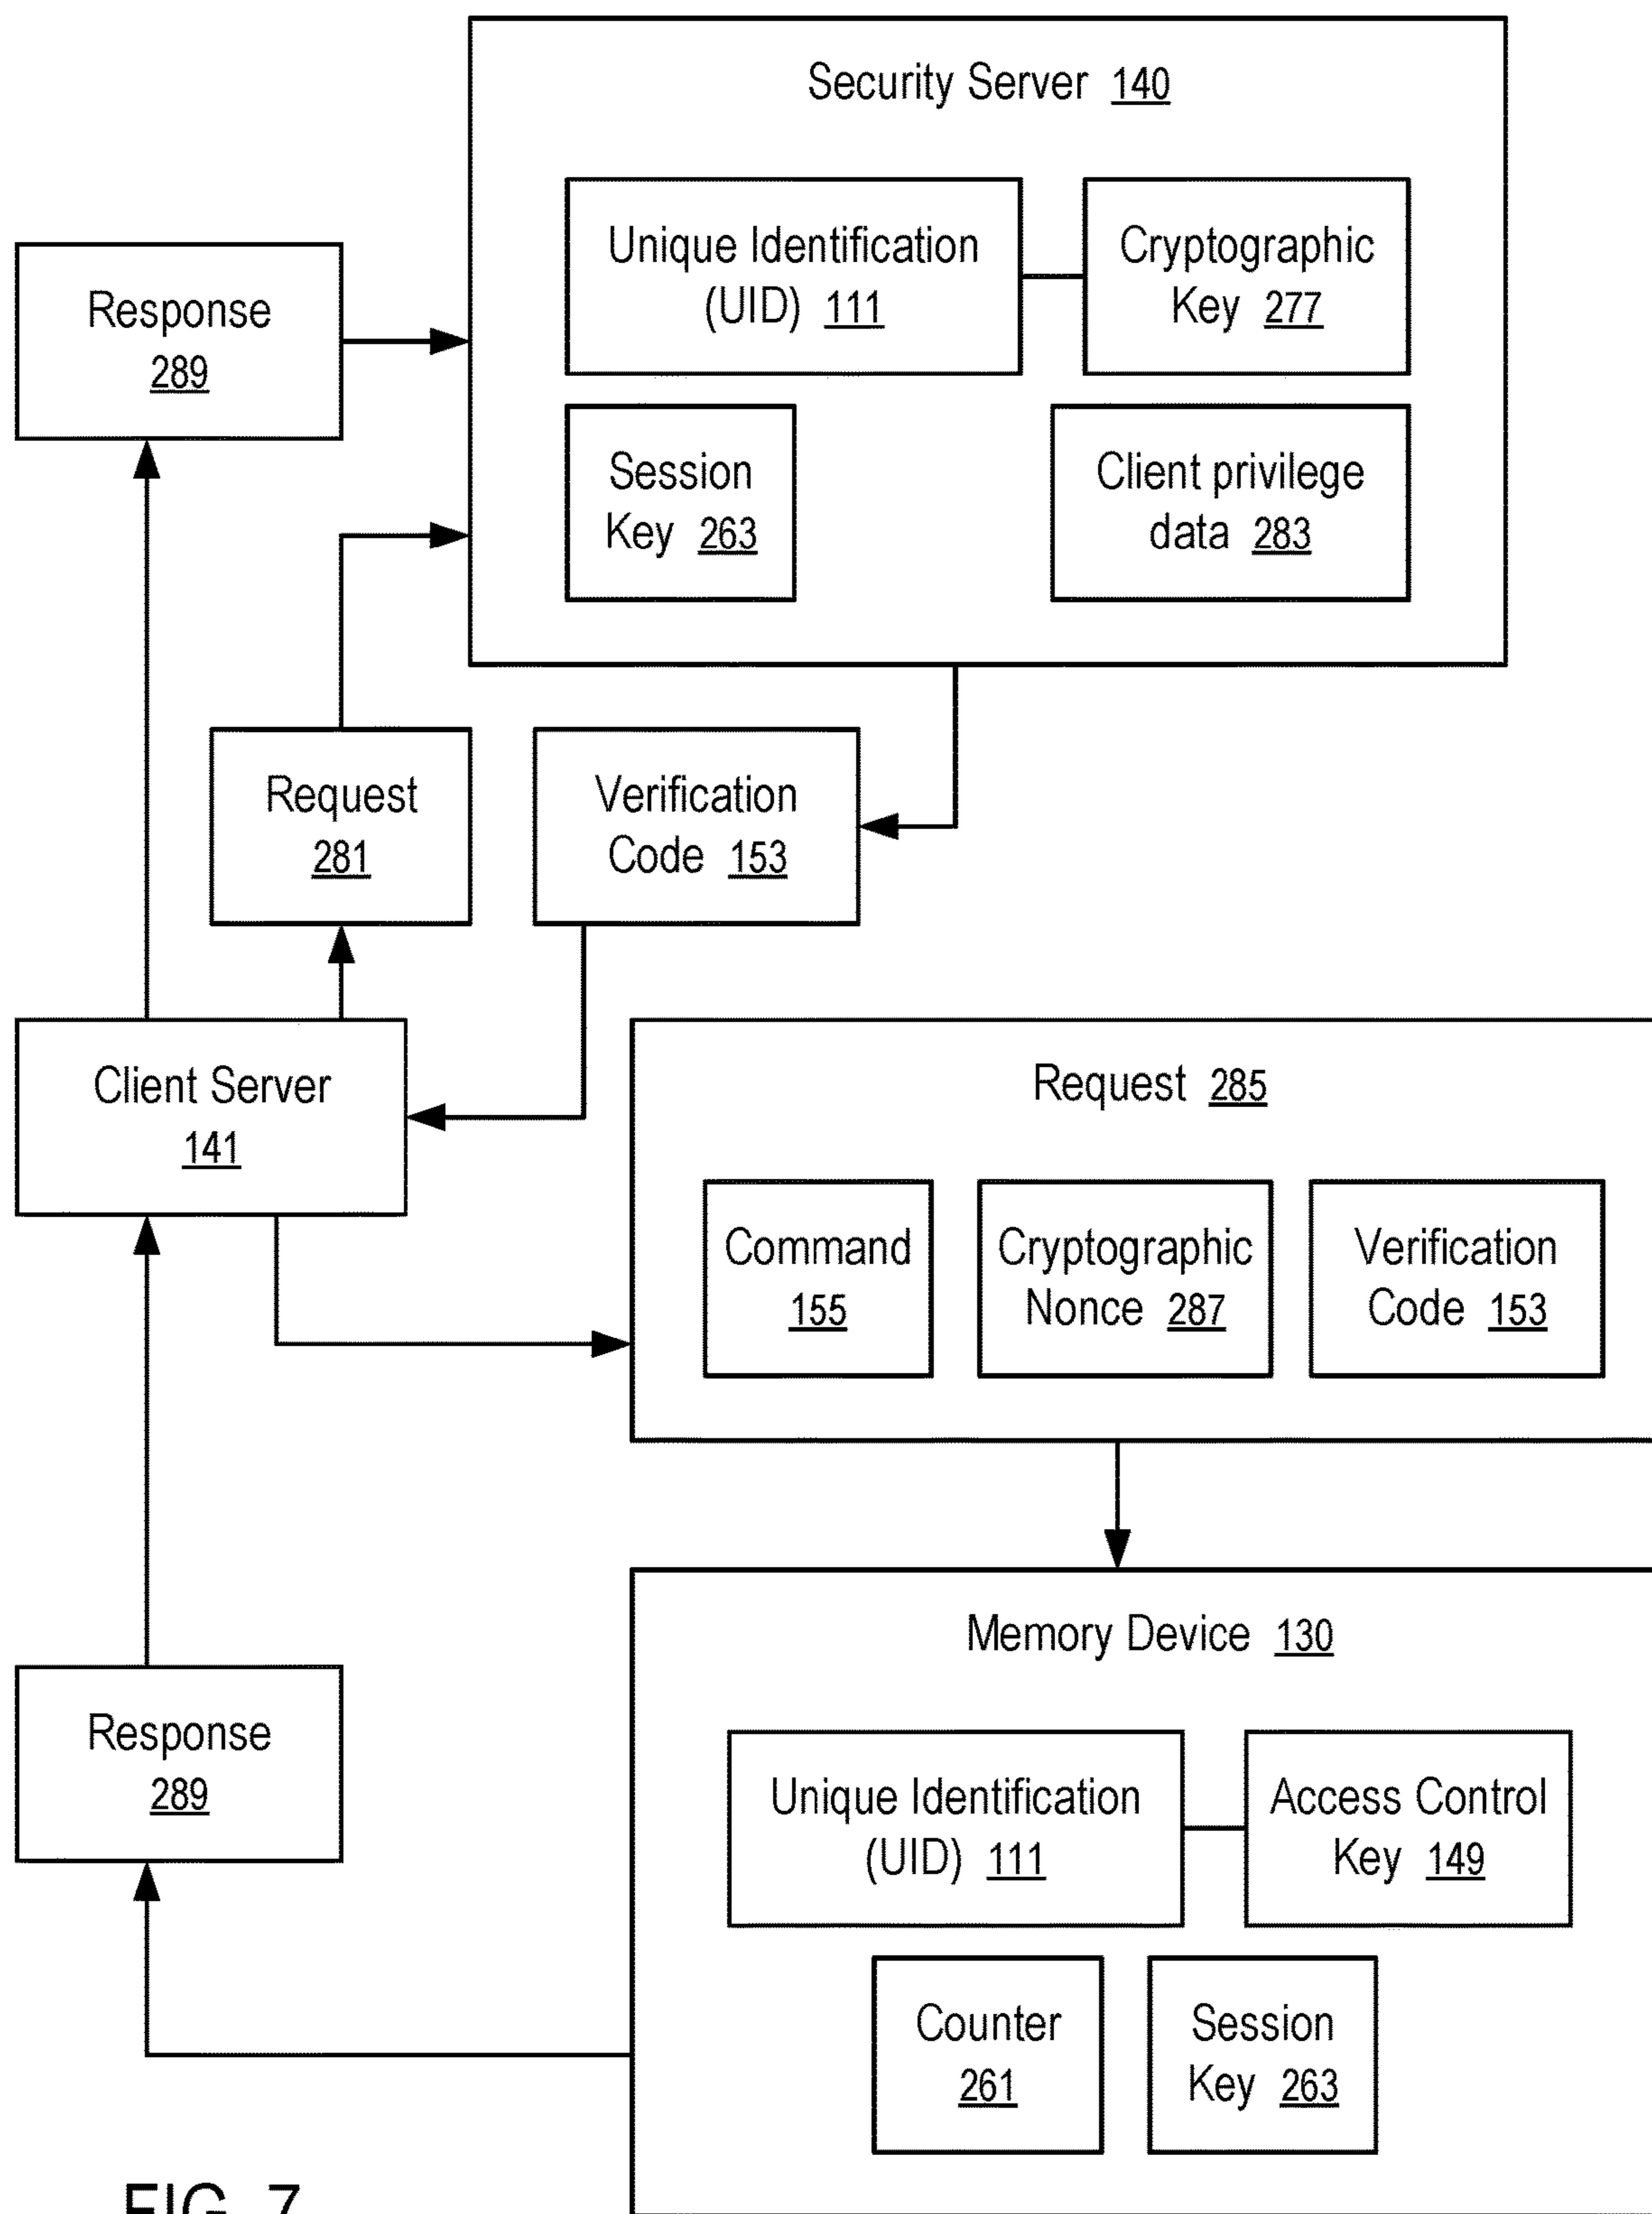 Security Server 140
Unique Identification
(UID) 111
Cryptographic
Key 277
Response
289
Session
Key 263
Client privilege
data 283
Request
281
Verification
Code 153
Client Server
141
Request 285
Command
155
Cryptographic
Nonce 287
Verification
Code 153
Memory Device 130
Response
289
Unique Identification
(UID) 111
Access Control
Key 149
Counter
261
Session
Key 263
FIG. 7